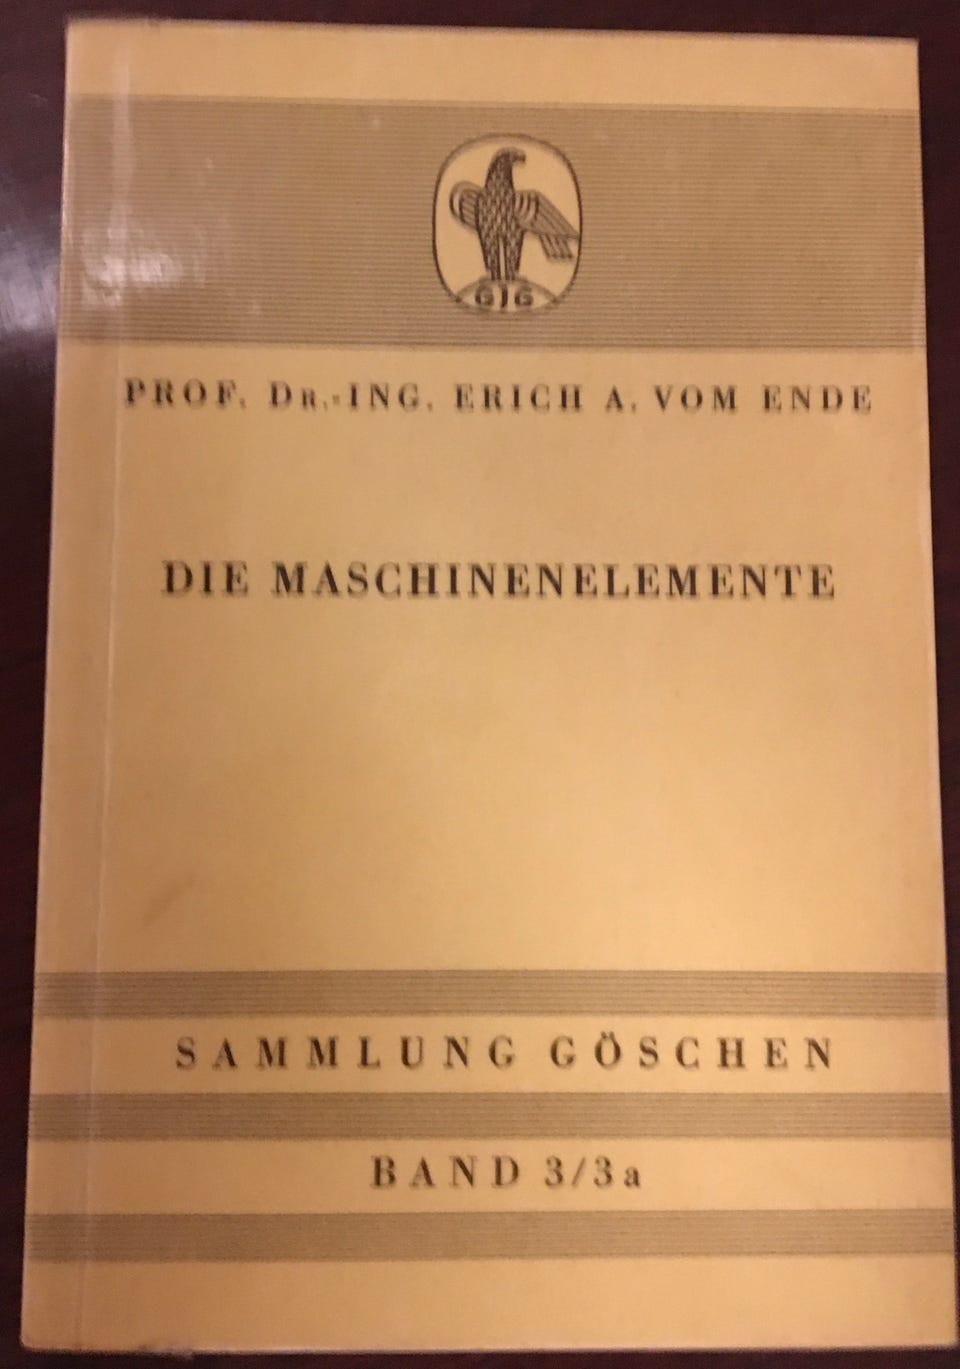 GJG
PROF. DR.-ING. ERICH A. VOM ENDE
DIE MASCHINENELEMENTE
SAMMLUNG GÖSCHEN
BAND 3/3a